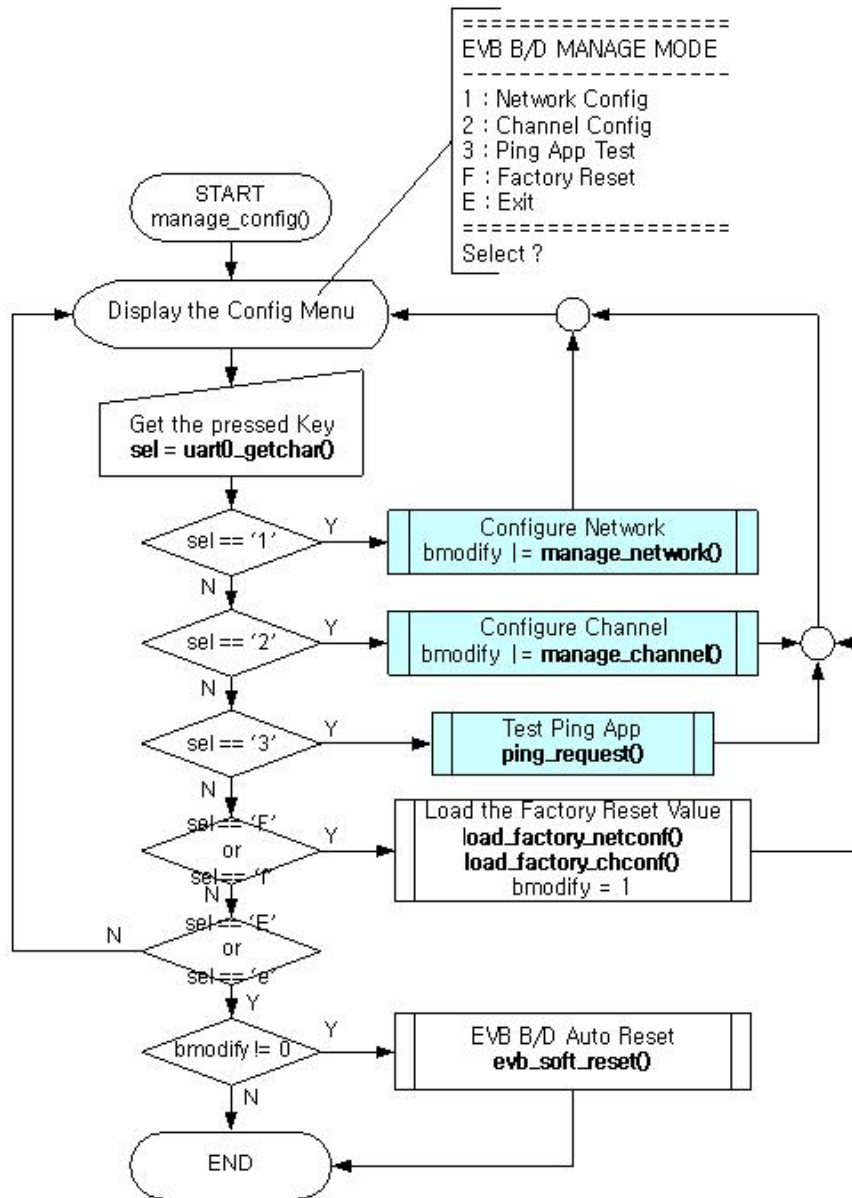 ====================
EVB B/D MANAGE MODE
--------------------
1 : Network Config
2 : Channel Config
3 : Ping App Test
F : Factory Reset
E : Exit
====================
Select ?
START
manage_config()
Display the Config Menu
Get the pressed Key
sel = uart0_getchar()
sel == '1'
Y
Configure Network
bmodify |= manage_network()
N
sel == '2'
Y
Configure Channel
bmodify |= manage_channel()
N
sel == '3'
Y
Test Ping App
ping_request()
N
sel == 'F'
or
sel == 'f'
Y
Load the Factory Reset Value
load_factory_netconf()
load_factory_chconf()
bmodify = 1
N
sel == 'E'
or
sel == 'e'
N
Y
bmodify != 0
Y
EVB B/D Auto Reset
evb_soft_reset()
N
END